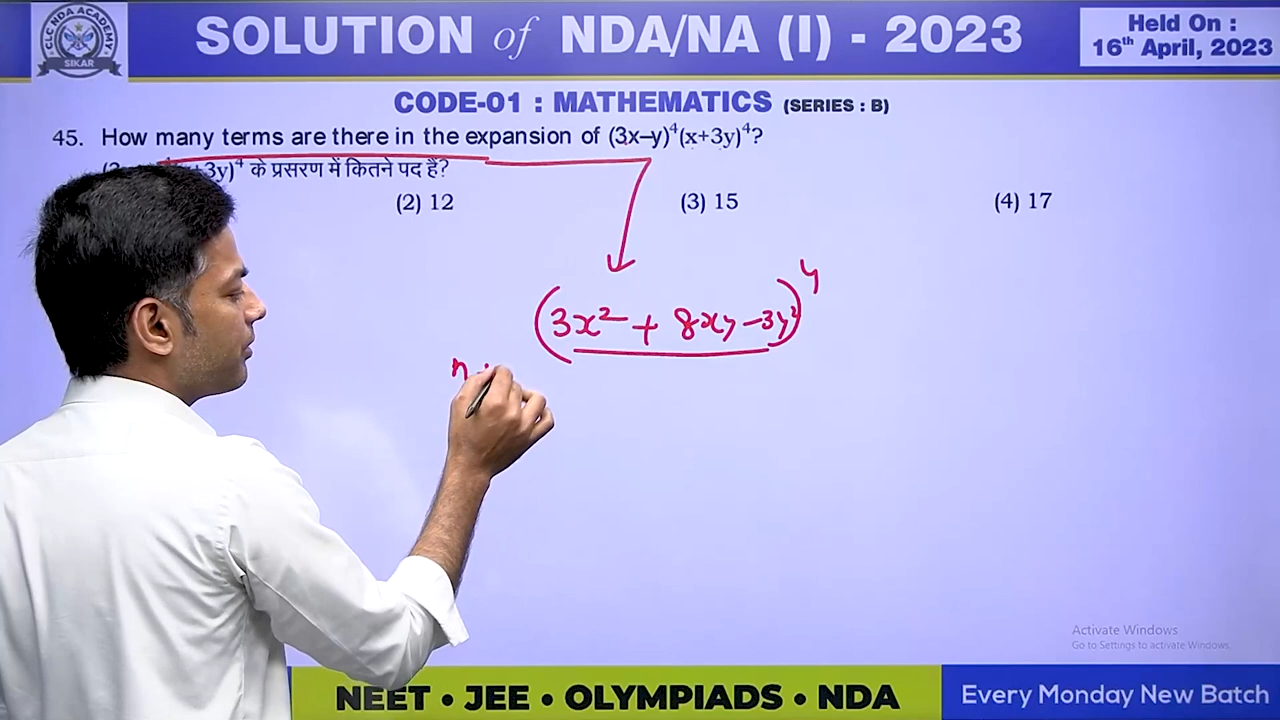 CLC NDA ACADEMY
SIKAR
SOLUTION of NDA/NA (I) - 2023
Held On :
16th April, 2023
CODE-01 : MATHEMATICS (SERIES : B)
45. How many terms are there in the expansion of (3x–y)⁴(x+3y)⁴?
+3y)⁴ के प्रसरण में कितने पद हैं?
(2) 12 (3) 15 (4) 17
(3x² + 8xy –3y²)⁴
n
Activate Windows
Go to Settings to activate Windows.
NEET • JEE • OLYMPIADS • NDA
Every Monday New Batch